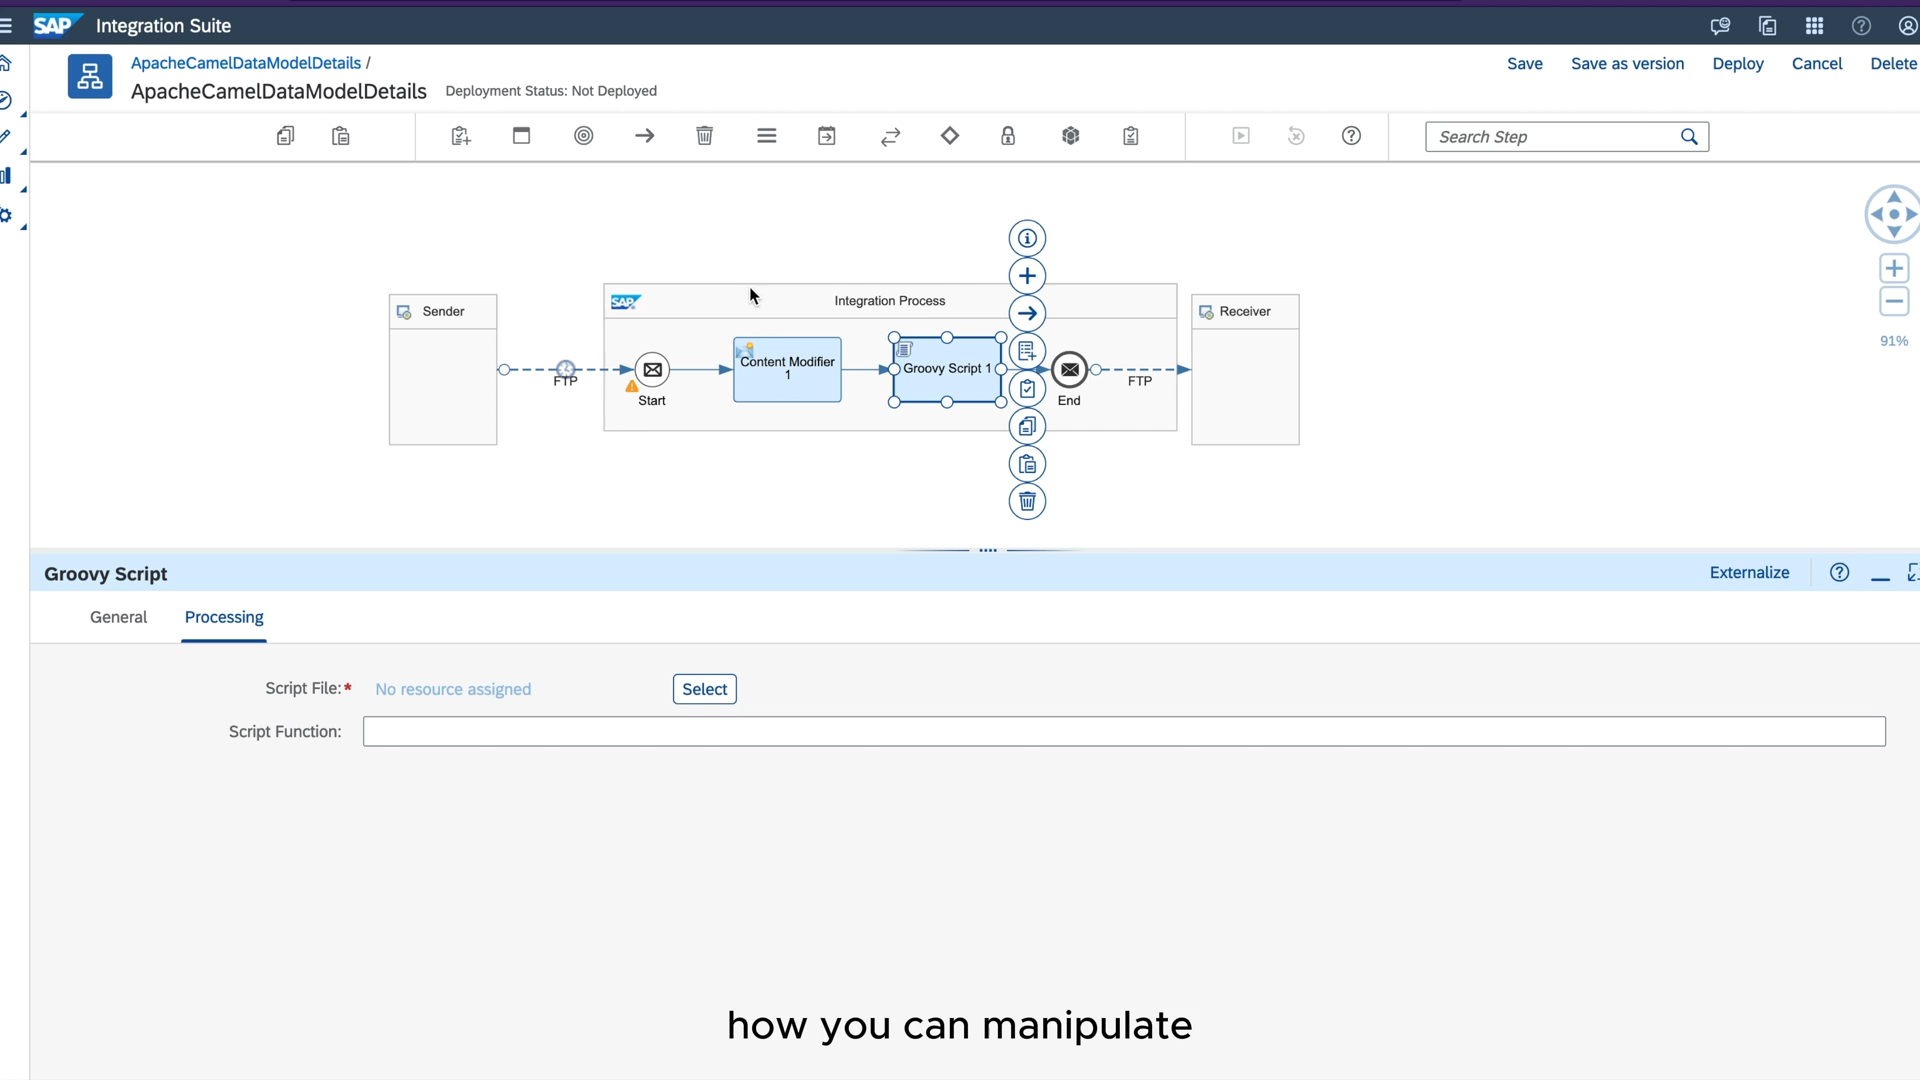 SAP Integration Suite
ApacheCamelDataModelDetails /
ApacheCamelDataModelDetails Deployment Status: Not Deployed
Save Save as version Deploy Cancel Delete
Search Step
Sender
SAP Integration Process
Receiver
Content Modifier
1
Groovy Script 1
FTP
FTP
Start
End
91%
Groovy Script
Externalize
General Processing
Script File:* No resource assigned Select
Script Function:
how you can manipulate